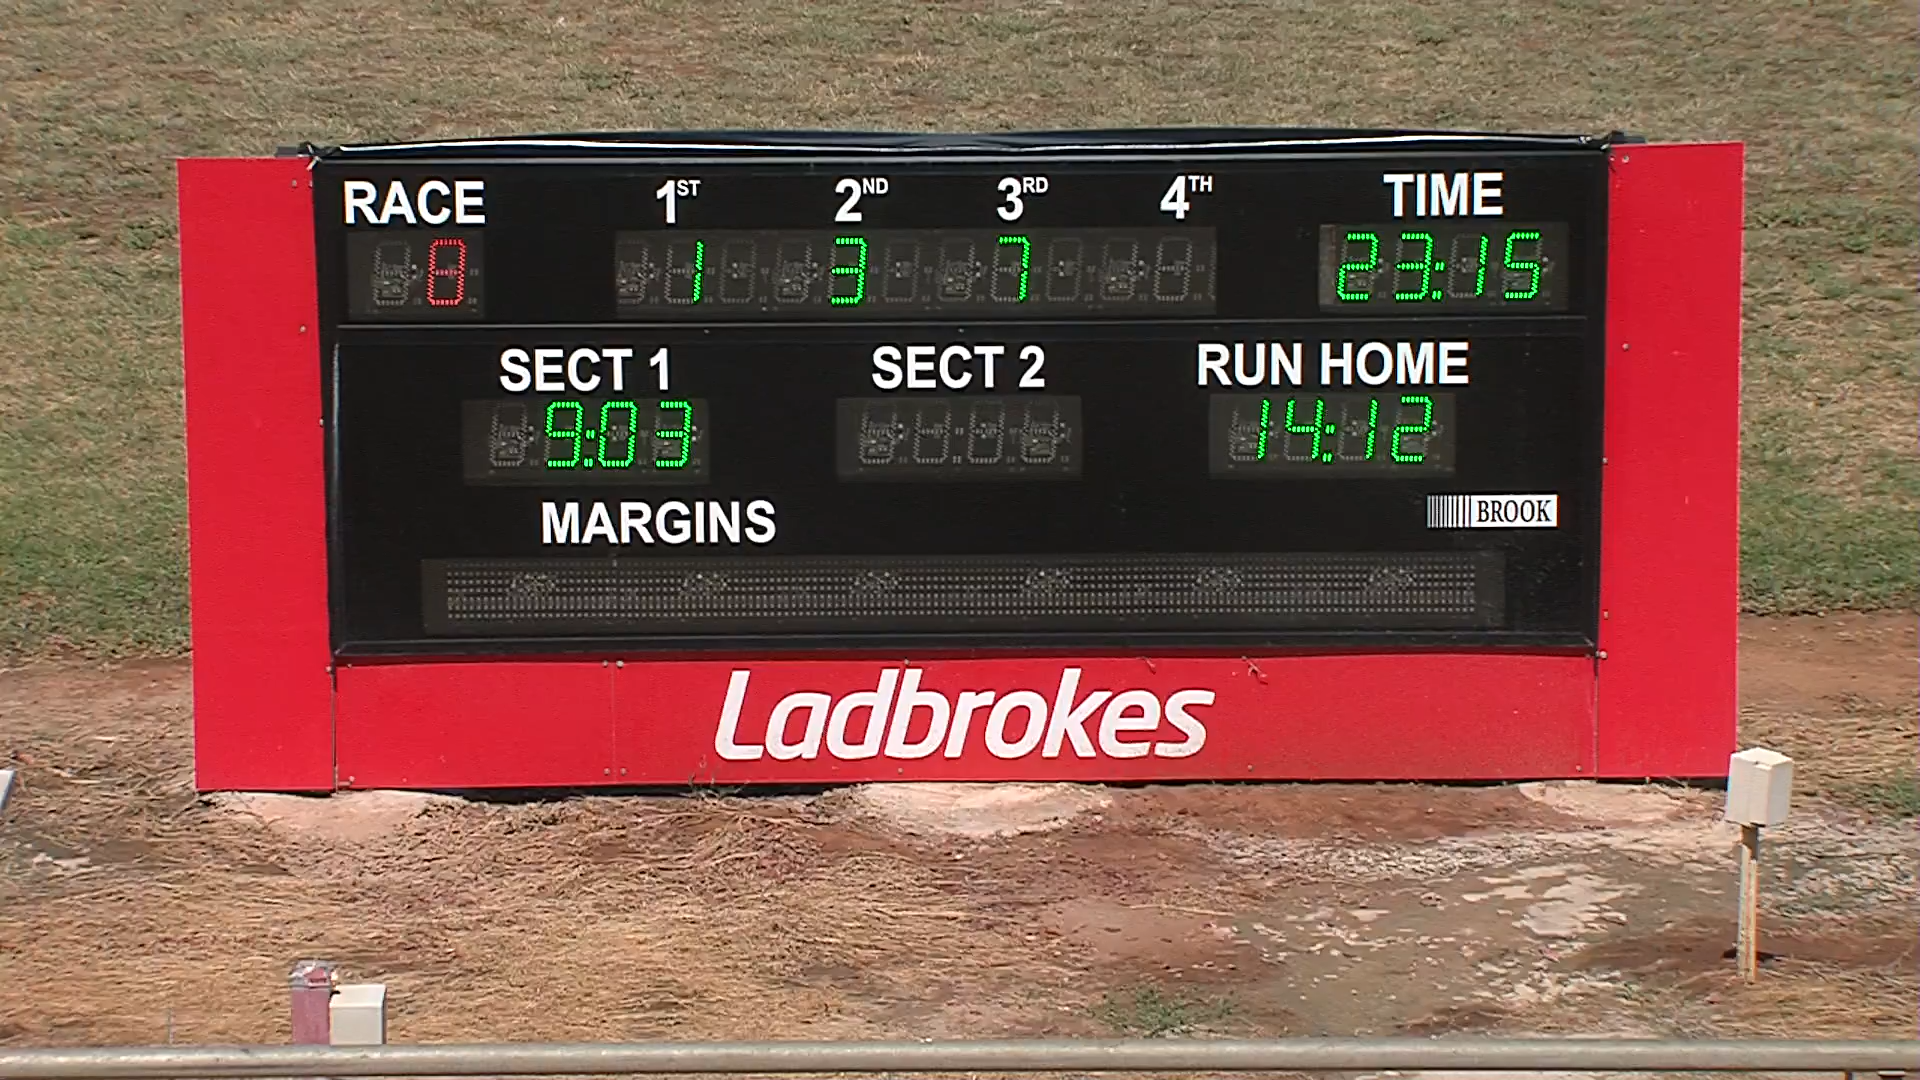 RACE 1ST 2ND 3RD 4TH TIME
8 1 3 7 23:15
SECT 1 SECT 2 RUN HOME
9:03 14:12
MARGINS
BROOK
Ladbrokes